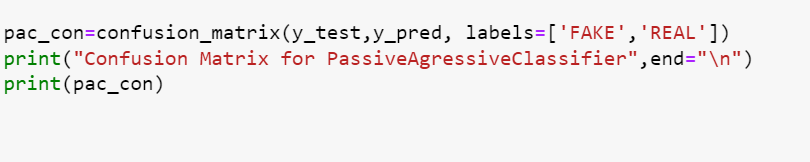 pac_con=confusion_matrix(y_test,y_pred, labels=['FAKE','REAL'])
print("Confusion Matrix for PassiveAgressiveClassifier",end="\n")
print(pac_con)